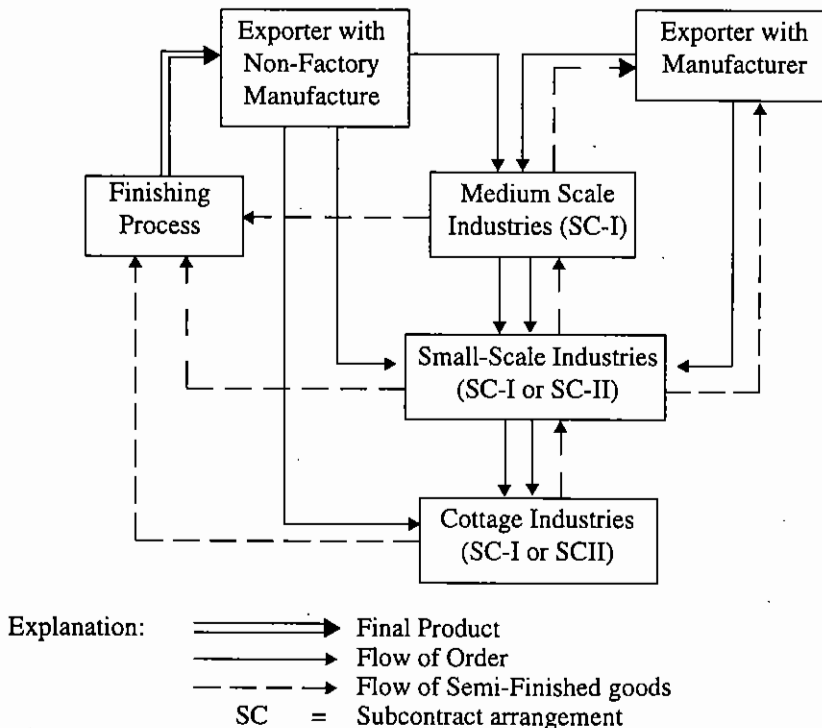 Exporter with
Non-Factory
Manufacture
Exporter with
Manufacturer
Finishing
Process
Medium Scale
Industries (SC-I)
Small-Scale Industries
(SC-I or SC-II)
Cottage Industries
(SC-I or SCII)
Explanation:
Final Product
Flow of Order
Flow of Semi-Finished goods
SC = Subcontract arrangement